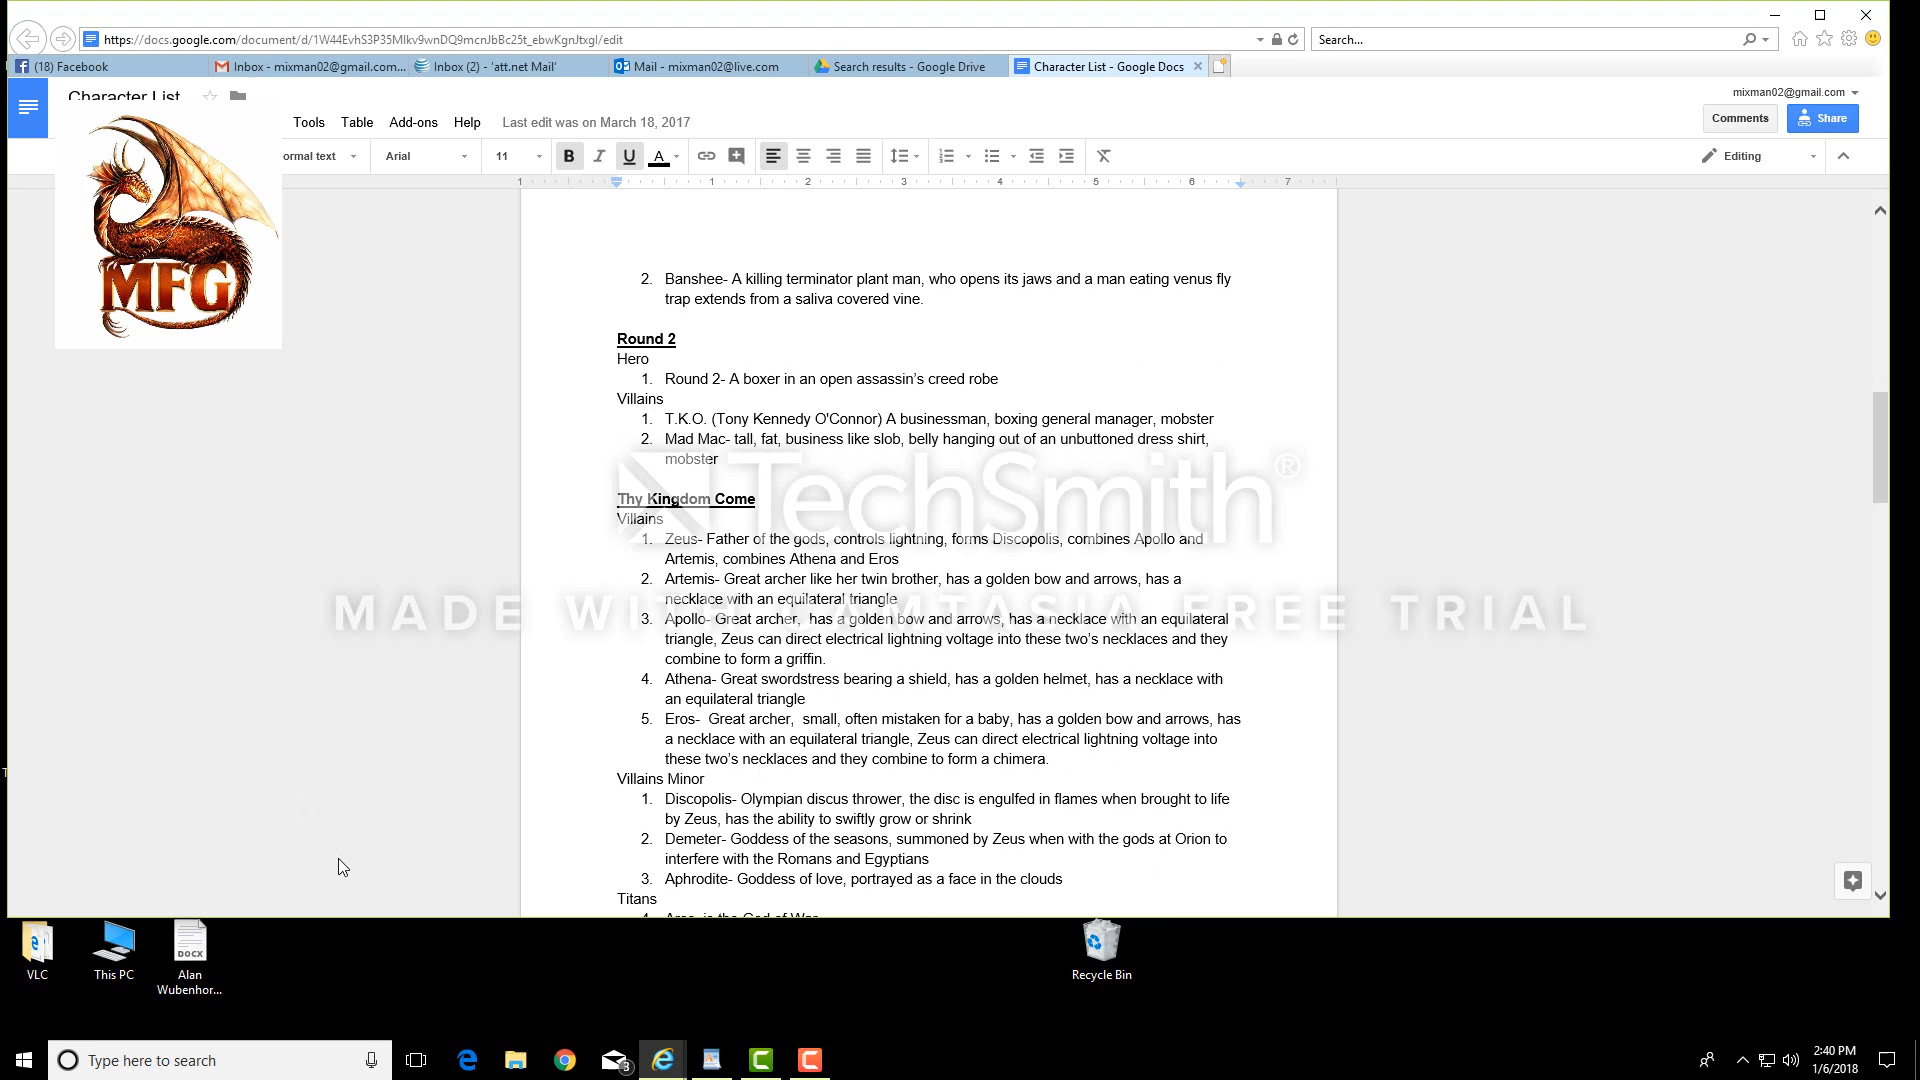 https://docs.google.com/document/d/1W44EvhS3P35MIkv9wnDQ9mcnJbBc25t_ebwKgnJtxgI/edit
Search...
(18) Facebook
Inbox - mixman02@gmail.com...
Inbox (2) - 'att.net Mail'
Mail - mixman02@live.com
Search results - Google Drive
Character List - Google Docs
Character List
mixman02@gmail.com
Tools Table Add-ons Help Last edit was on March 18, 2017
Comments
Share
ormal text
Arial
11
B I U A
Editing
1 1 2 3 4 5 6 7
MFG
2. Banshee- A killing terminator plant man, who opens its jaws and a man eating venus fly
trap extends from a saliva covered vine.
Round 2
Hero
1. Round 2- A boxer in an open assassin's creed robe
Villains
1. T.K.O. (Tony Kennedy O'Connor) A businessman, boxing general manager, mobster
2. Mad Mac- tall, fat, business like slob, belly hanging out of an unbuttoned dress shirt,
mobster
TechSmith®
Thy Kingdom Come
Villains
1. Zeus- Father of the gods, controls lightning, forms Discopolis, combines Apollo and
Artemis, combines Athena and Eros
2. Artemis- Great archer like her twin brother, has a golden bow and arrows, has a
necklace with an equilateral triangle
MADE WITH CAMTASIA FREE TRIAL
3. Apollo- Great archer,  has a golden bow and arrows, has a necklace with an equilateral
triangle, Zeus can direct electrical lightning voltage into these two's necklaces and they
combine to form a griffin.
4. Athena- Great swordstress bearing a shield, has a golden helmet, has a necklace with
an equilateral triangle
5. Eros-  Great archer,  small, often mistaken for a baby, has a golden bow and arrows, has
a necklace with an equilateral triangle, Zeus can direct electrical lightning voltage into
these two's necklaces and they combine to form a chimera.
Villains Minor
1. Discopolis- Olympian discus thrower, the disc is engulfed in flames when brought to life
by Zeus, has the ability to swiftly grow or shrink
2. Demeter- Goddess of the seasons, summoned by Zeus when with the gods at Orion to
interfere with the Romans and Egyptians
3. Aphrodite- Goddess of love, portrayed as a face in the clouds
Titans
VLC
This PC
DOCX
Alan
Wubenhor...
Recycle Bin
Type here to search
3
2:40 PM
1/6/2018